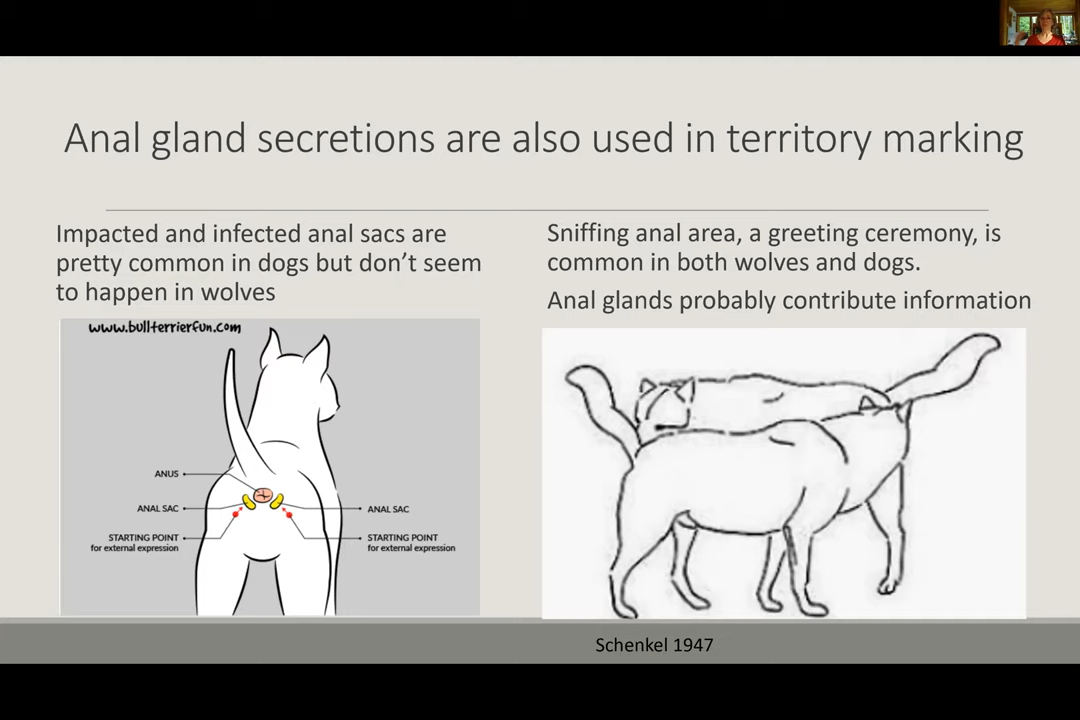 Anal gland secretions are also used in territory marking
Impacted and infected anal sacs are
pretty common in dogs but don’t seem
to happen in wolves
Sniffing anal area, a greeting ceremony, is
common in both wolves and dogs.
Anal glands probably contribute information
www.bullterrierfun.com
ANUS
ANAL SAC
ANAL SAC
STARTING POINT
for external expression
STARTING POINT
for external expression
Schenkel 1947